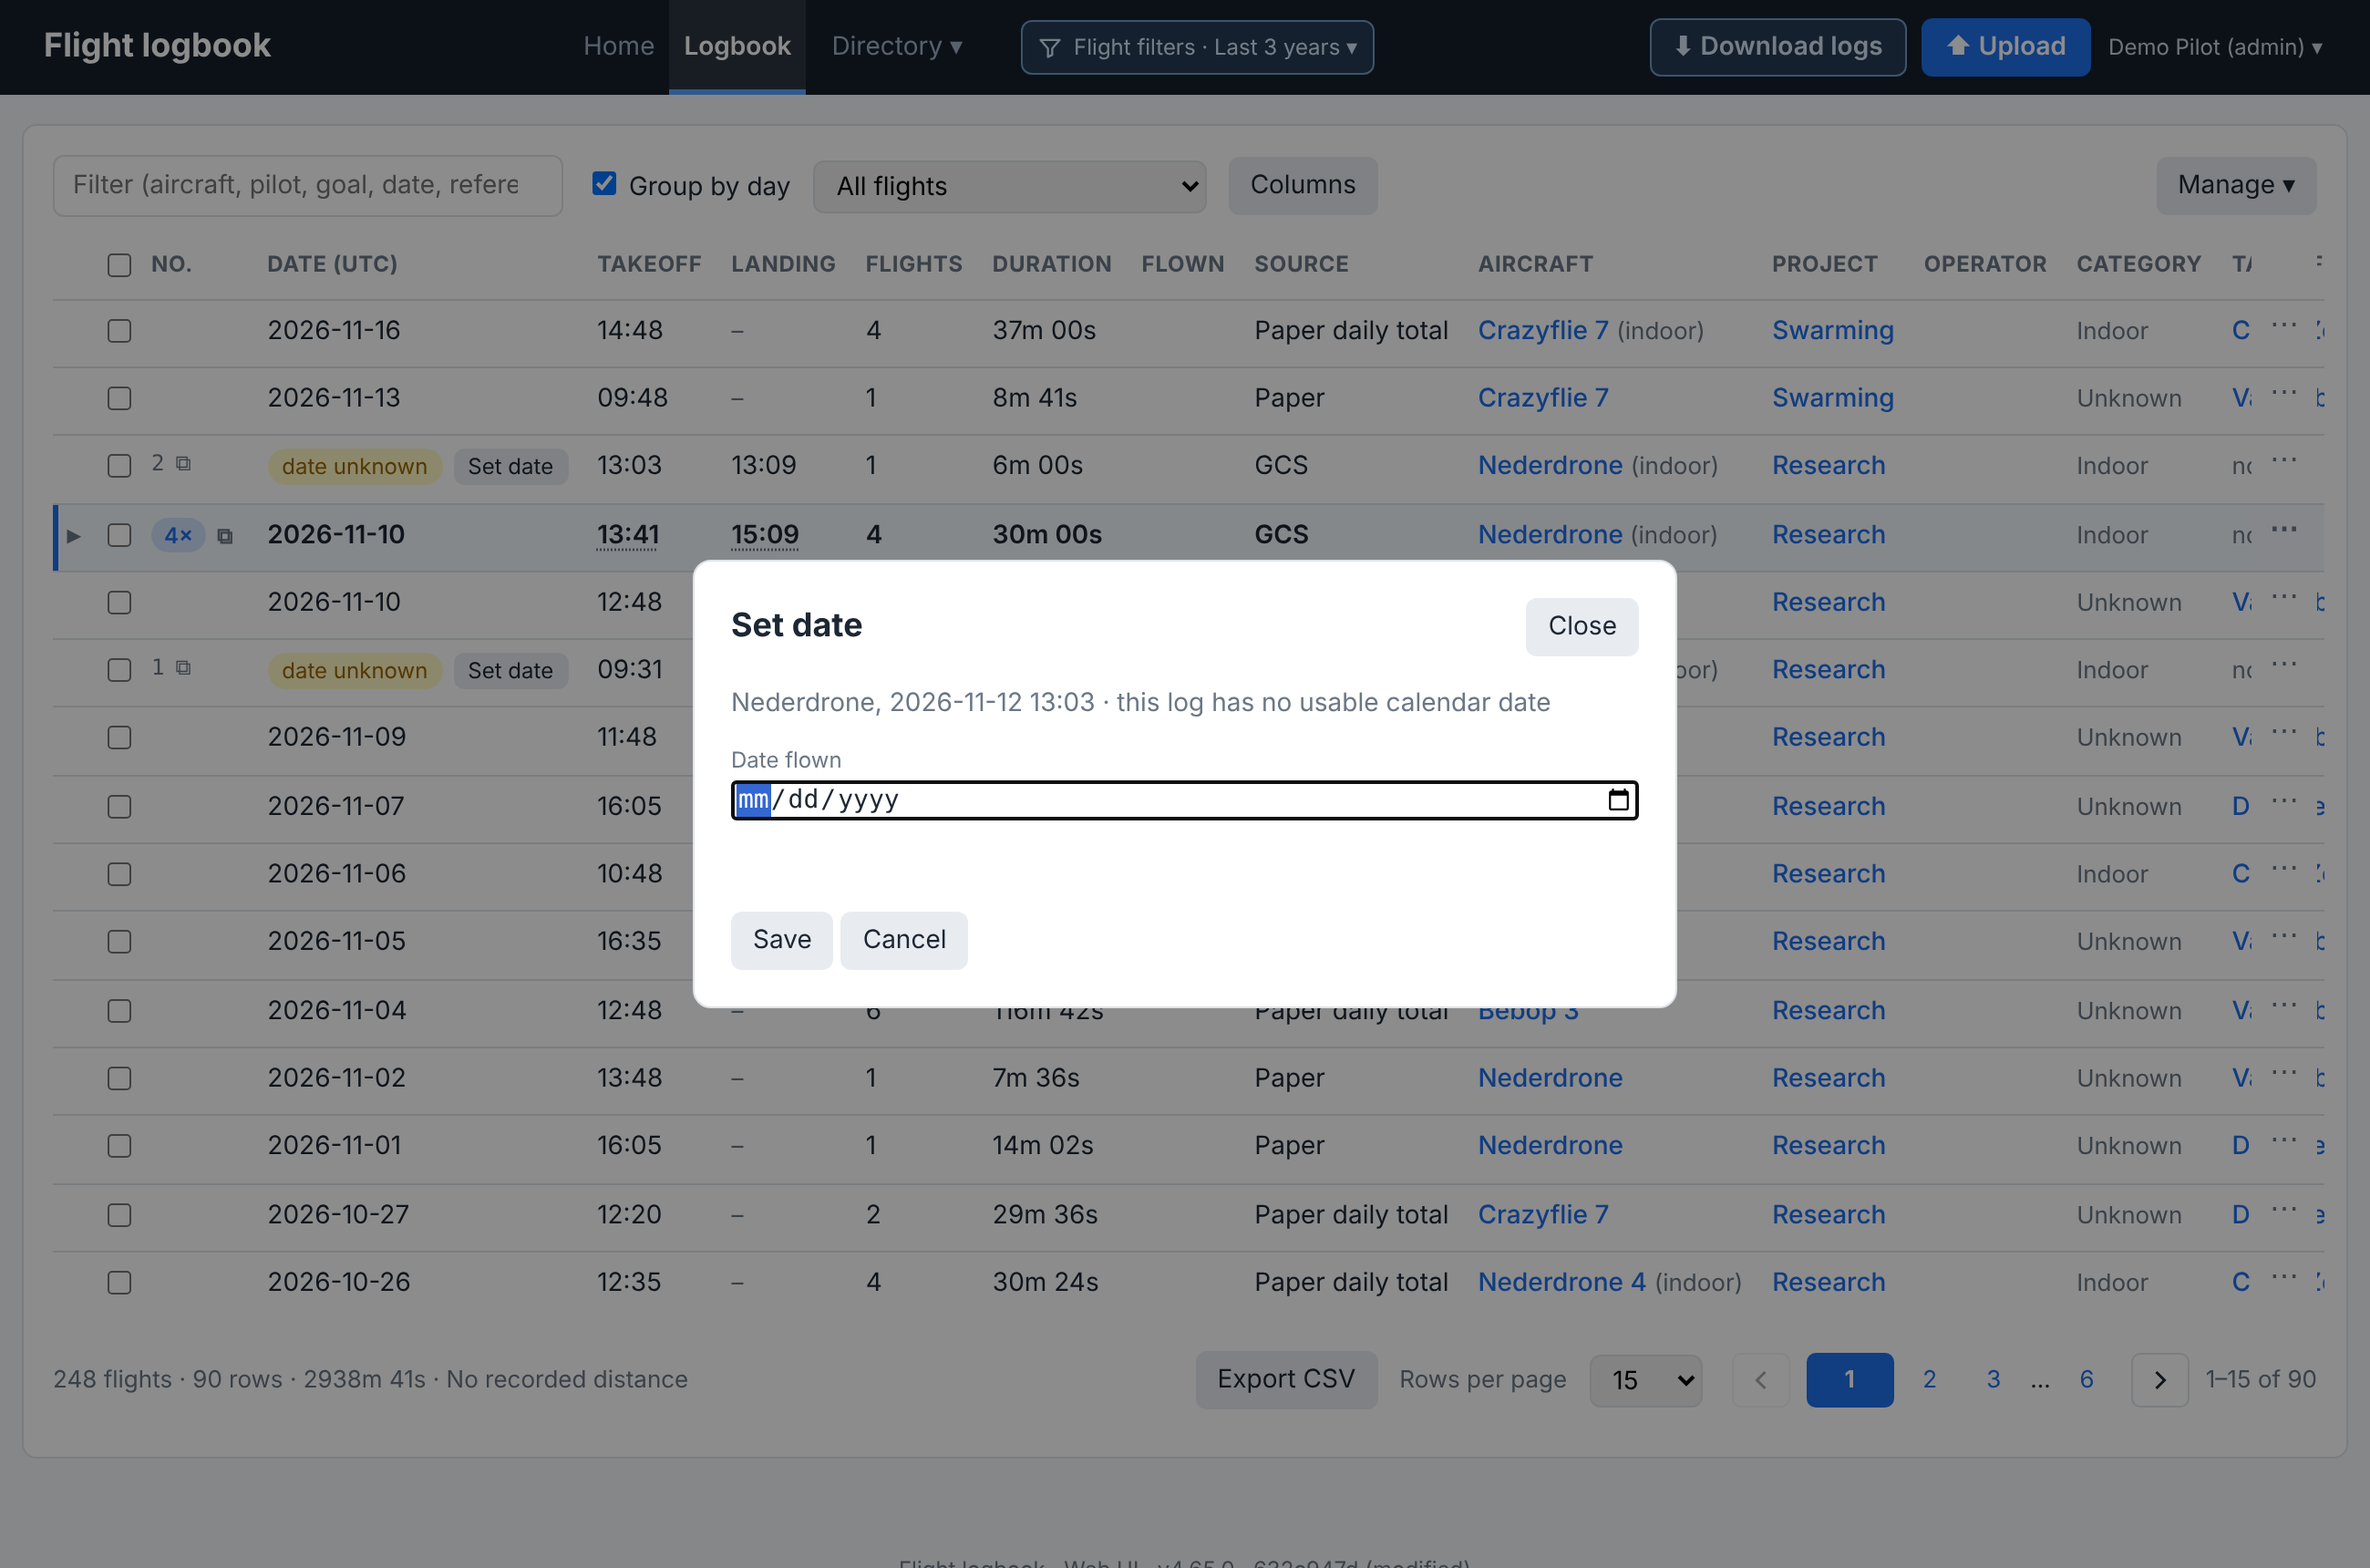 Flight logbook Home Logbook Directory ▾ Flight filters · Last 3 years ▾ Download logs Upload Demo Pilot (admin) ▾
Filter (aircraft, pilot, goal, date, refere Group by day All flights Columns Manage ▾
NO. DATE (UTC) TAKEOFF LANDING FLIGHTS DURATION FLOWN SOURCE AIRCRAFT PROJECT OPERATOR CATEGORY
2026-11-16 14:48 – 4 37m 00s Paper daily total Crazyflie 7 (indoor) Swarming Indoor C ···
2026-11-13 09:48 – 1 8m 41s Paper Crazyflie 7 Swarming Unknown ···
2 date unknown Set date 13:03 13:09 1 6m 00s GCS Nederdrone (indoor) Research Indoor ···
▶ 4× 2026-11-10 13:41 15:09 4 30m 00s GCS Nederdrone (indoor) Research Indoor ···
2026-11-10 12:48 Research Unknown ···
1 date unknown Set date 09:31 Research Indoor ···
2026-11-09 11:48 Research Unknown ···
2026-11-07 16:05 Research Unknown D ···
2026-11-06 10:48 Research Indoor C ···
2026-11-05 16:35 Research Unknown ···
2026-11-04 12:48 – 6 116m 42s Paper daily total Bebop 3 Research Unknown ···
2026-11-02 13:48 – 1 7m 36s Paper Nederdrone Research Unknown ···
2026-11-01 16:05 – 1 14m 02s Paper Nederdrone Research Unknown D ···
2026-10-27 12:20 – 2 29m 36s Paper daily total Crazyflie 7 Research Unknown D ···
2026-10-26 12:35 – 4 30m 24s Paper daily total Nederdrone 4 (indoor) Research Indoor C ···
Set date Close
Nederdrone, 2026-11-12 13:03 · this log has no usable calendar date
Date flown
mm/dd/yyyy
Save Cancel
248 flights · 90 rows · 2938m 41s · No recorded distance Export CSV Rows per page 15 1 2 3 ... 6 1–15 of 90